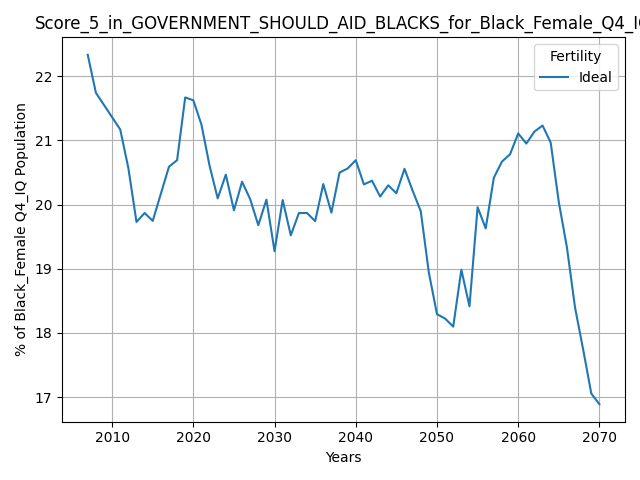 Score_5_in_GOVERNMENT_SHOULD_AID_BLACKS_for_Black_Female_Q4_I
Fertility
Ideal
22
21
20
19
18
17
% of Black_Female Q4_IQ Population
2010 2020 2030 2040 2050 2060 2070
Years